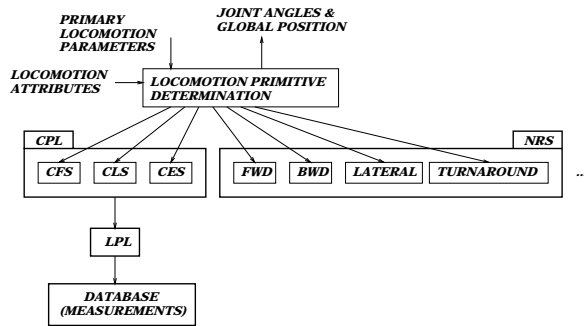 PRIMARY
LOCOMOTION
PARAMETERS
JOINT ANGLES &
GLOBAL POSITION
LOCOMOTION
ATTRIBUTES
LOCOMOTION PRIMITIVE
DETERMINATION
CPL
NRS
CFS
CLS
CES
FWD
BWD
LATERAL
TURNAROUND
..
LPL
DATABASE
(MEASUREMENTS)